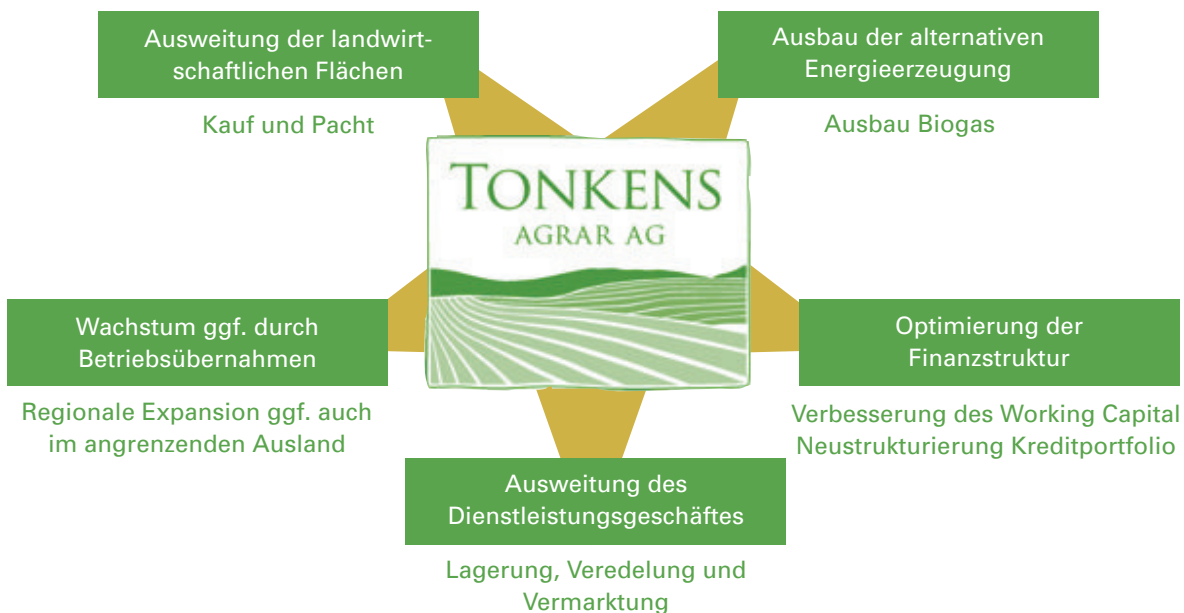 Ausweitung der landwirt-
schaftlichen Flächen
Kauf und Pacht
Ausbau der alternativen
Energieerzeugung
Ausbau Biogas
TONKENS
AGRAR AG
Wachstum ggf. durch
Betriebsübernahmen
Regionale Expansion ggf. auch
im angrenzenden Ausland
Optimierung der
Finanzstruktur
Verbesserung des Working Capital
Neustrukturierung Kreditportfolio
Ausweitung des
Dienstleistungsgeschäftes
Lagerung, Veredelung und
Vermarktung